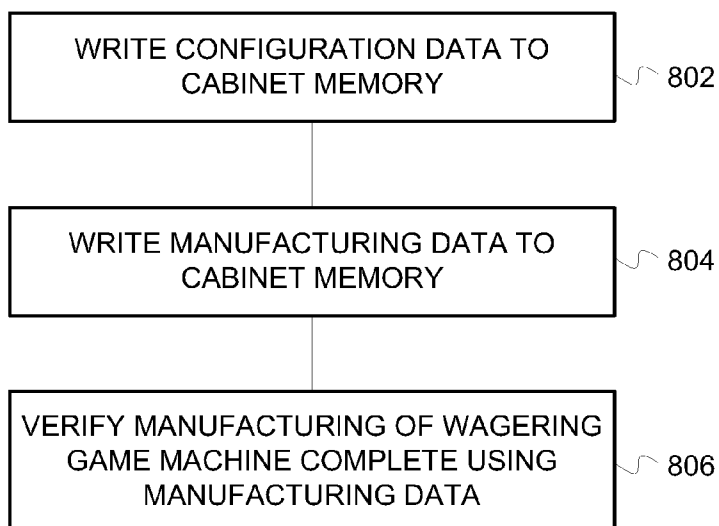 WRITE CONFIGURATION DATA TO
CABINET MEMORY
802
WRITE MANUFACTURING DATA TO
CABINET MEMORY
804
VERIFY MANUFACTURING OF WAGERING
GAME MACHINE COMPLETE USING
MANUFACTURING DATA
806